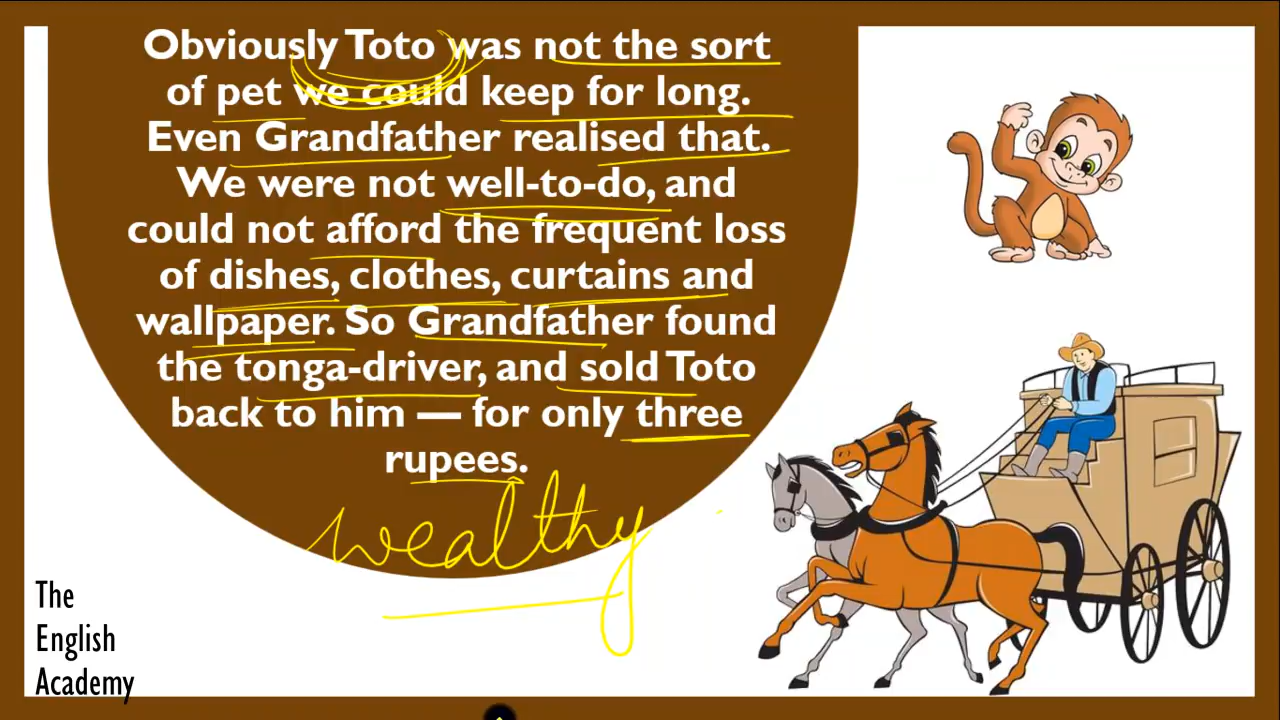 Obviously Toto was not the sort
of pet we could keep for long.
Even Grandfather realised that.
We were not well-to-do, and
could not afford the frequent loss
of dishes, clothes, curtains and
wallpaper. So Grandfather found
the tonga-driver, and sold Toto
back to him — for only three
rupees.
wealthy
The
English
Academy